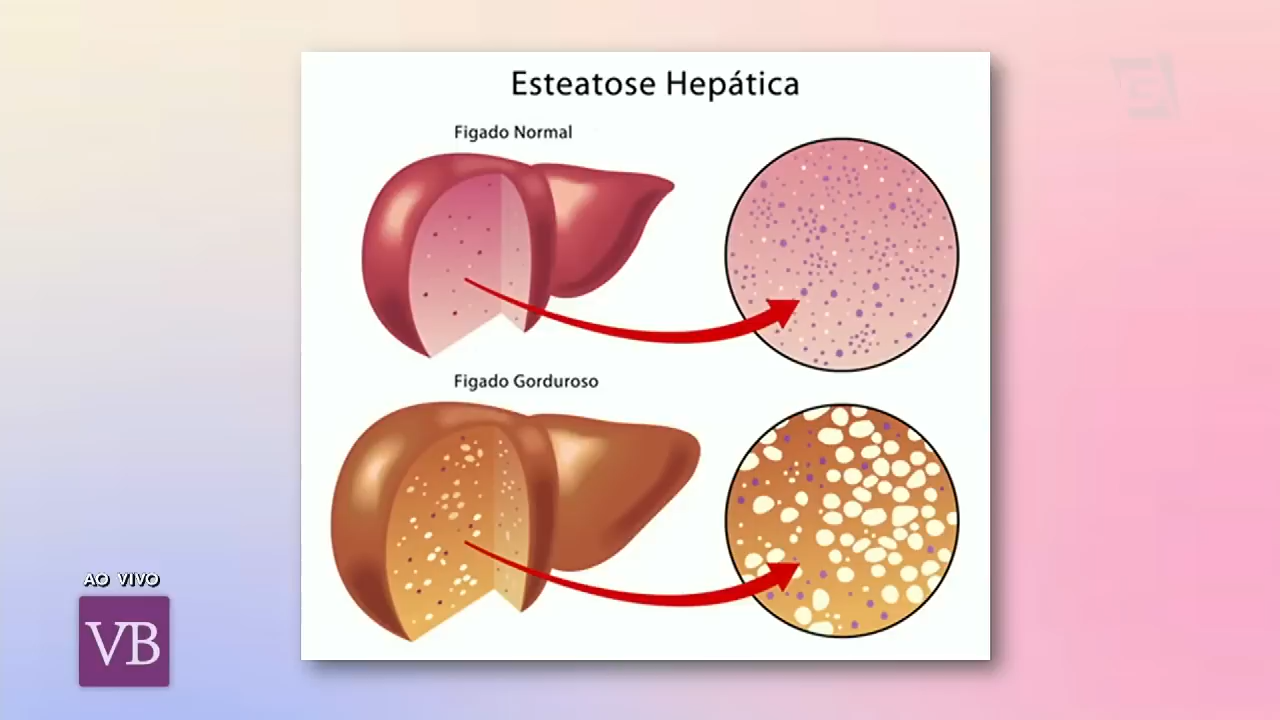 Esteatose Hepática
Figado Normal
Figado Gorduroso
AO VIVO
VB